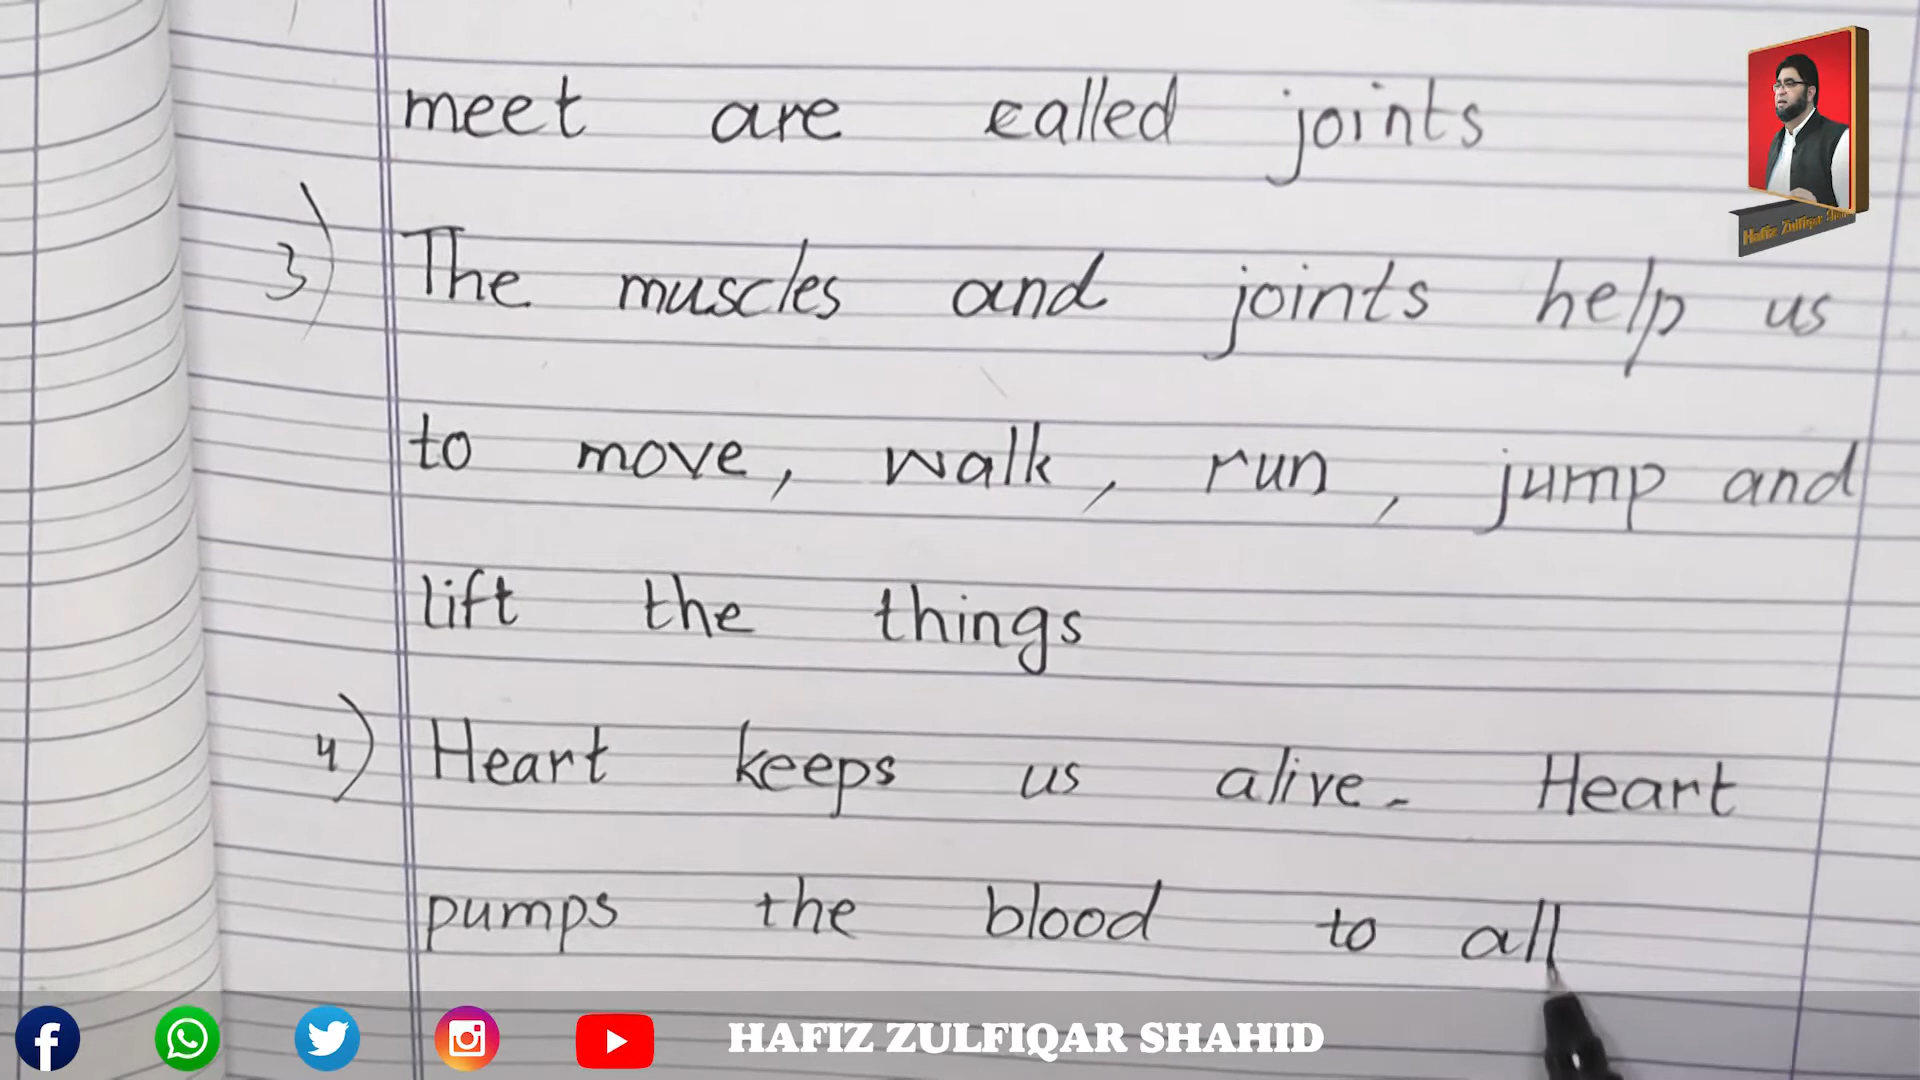 meet are called joints
3) The muscles and joints help us
to move, walk, run, jump and
lift the things
4) Heart keeps us alive. Heart
pumps the blood to all
HAFIZ ZULFIQAR SHAHID